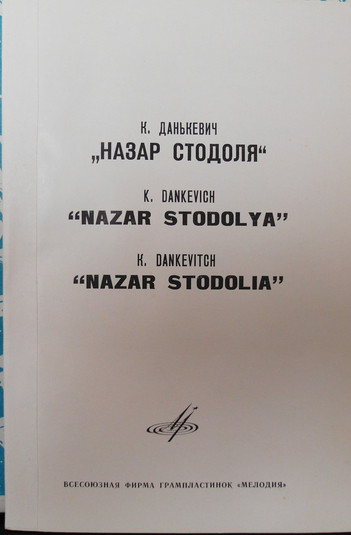 К. ДАНЬКЕВИЧ
„НАЗАР СТОДОЛЯ“
K. DANKEVICH
“NAZAR STODOLYA”
K. DANKEVITCH
“NAZAR STODOLIA”
ВСЕСОЮЗНАЯ ФИРМА ГРАМПЛАСТИНОК «МЕЛОДИЯ»